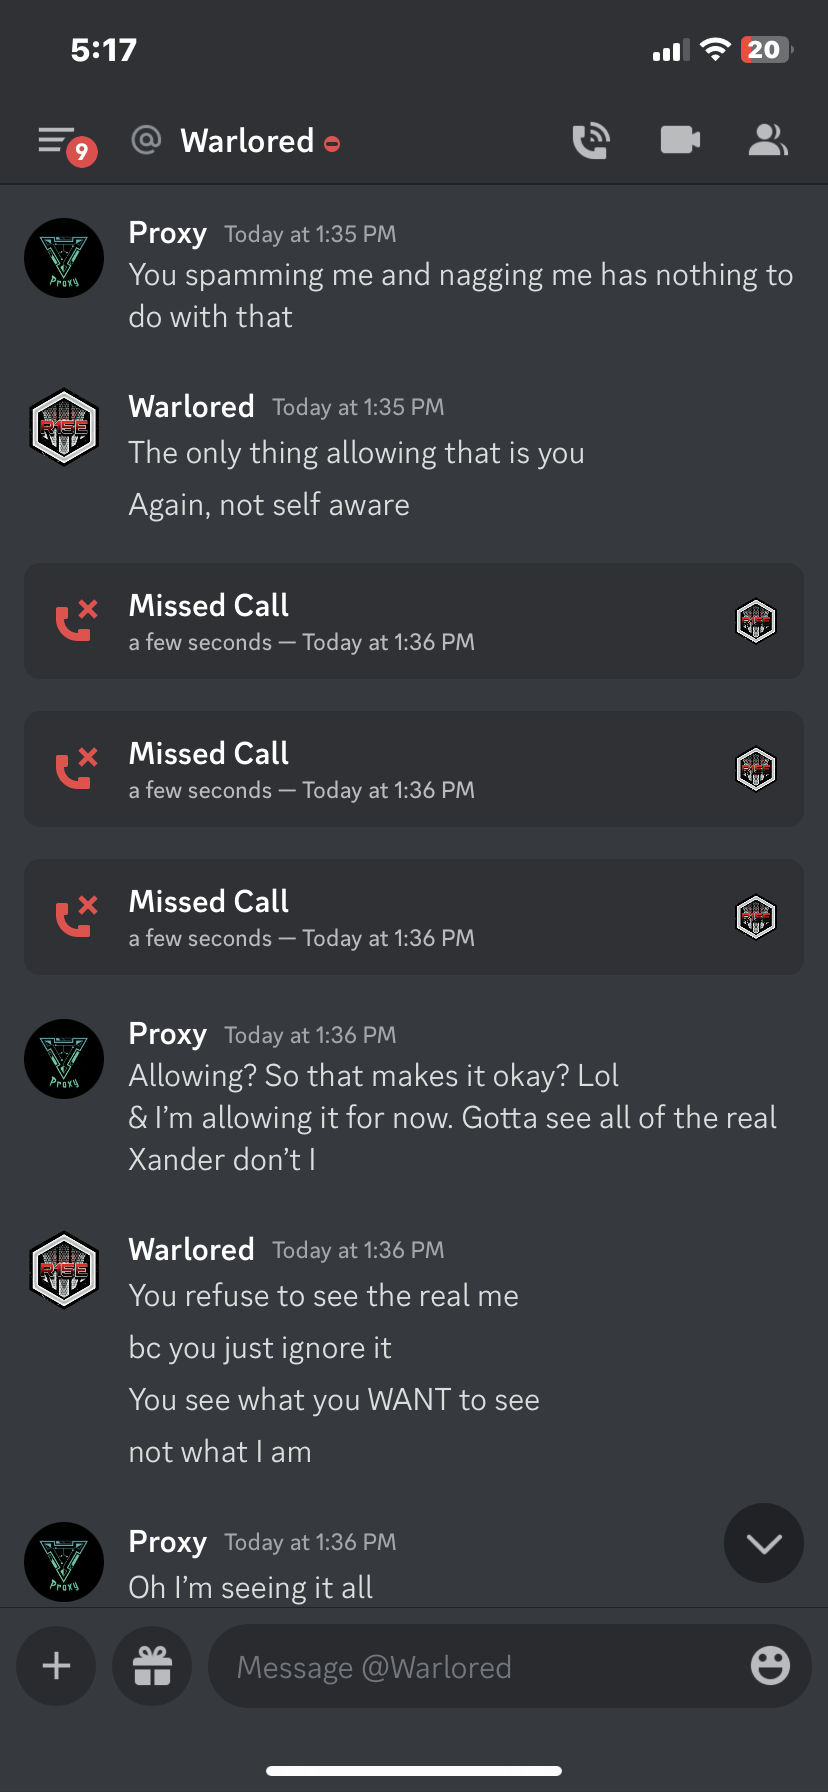 5:17
20
9
@ Warlored
Proxy Today at 1:35 PM
You spamming me and nagging me has nothing to
do with that
Proxy
Warlored Today at 1:35 PM
R1SE
The only thing allowing that is you
Again, not self aware
Missed Call
a few seconds — Today at 1:36 PM
Missed Call
a few seconds — Today at 1:36 PM
Missed Call
a few seconds — Today at 1:36 PM
Proxy Today at 1:36 PM
Allowing? So that makes it okay? Lol
Proxy
& I’m allowing it for now. Gotta see all of the real
Xander don’t I
Warlored Today at 1:36 PM
R1SE
You refuse to see the real me
bc you just ignore it
You see what you WANT to see
not what I am
Proxy Today at 1:36 PM
Oh I’m seeing it all
Proxy
Message @Warlored